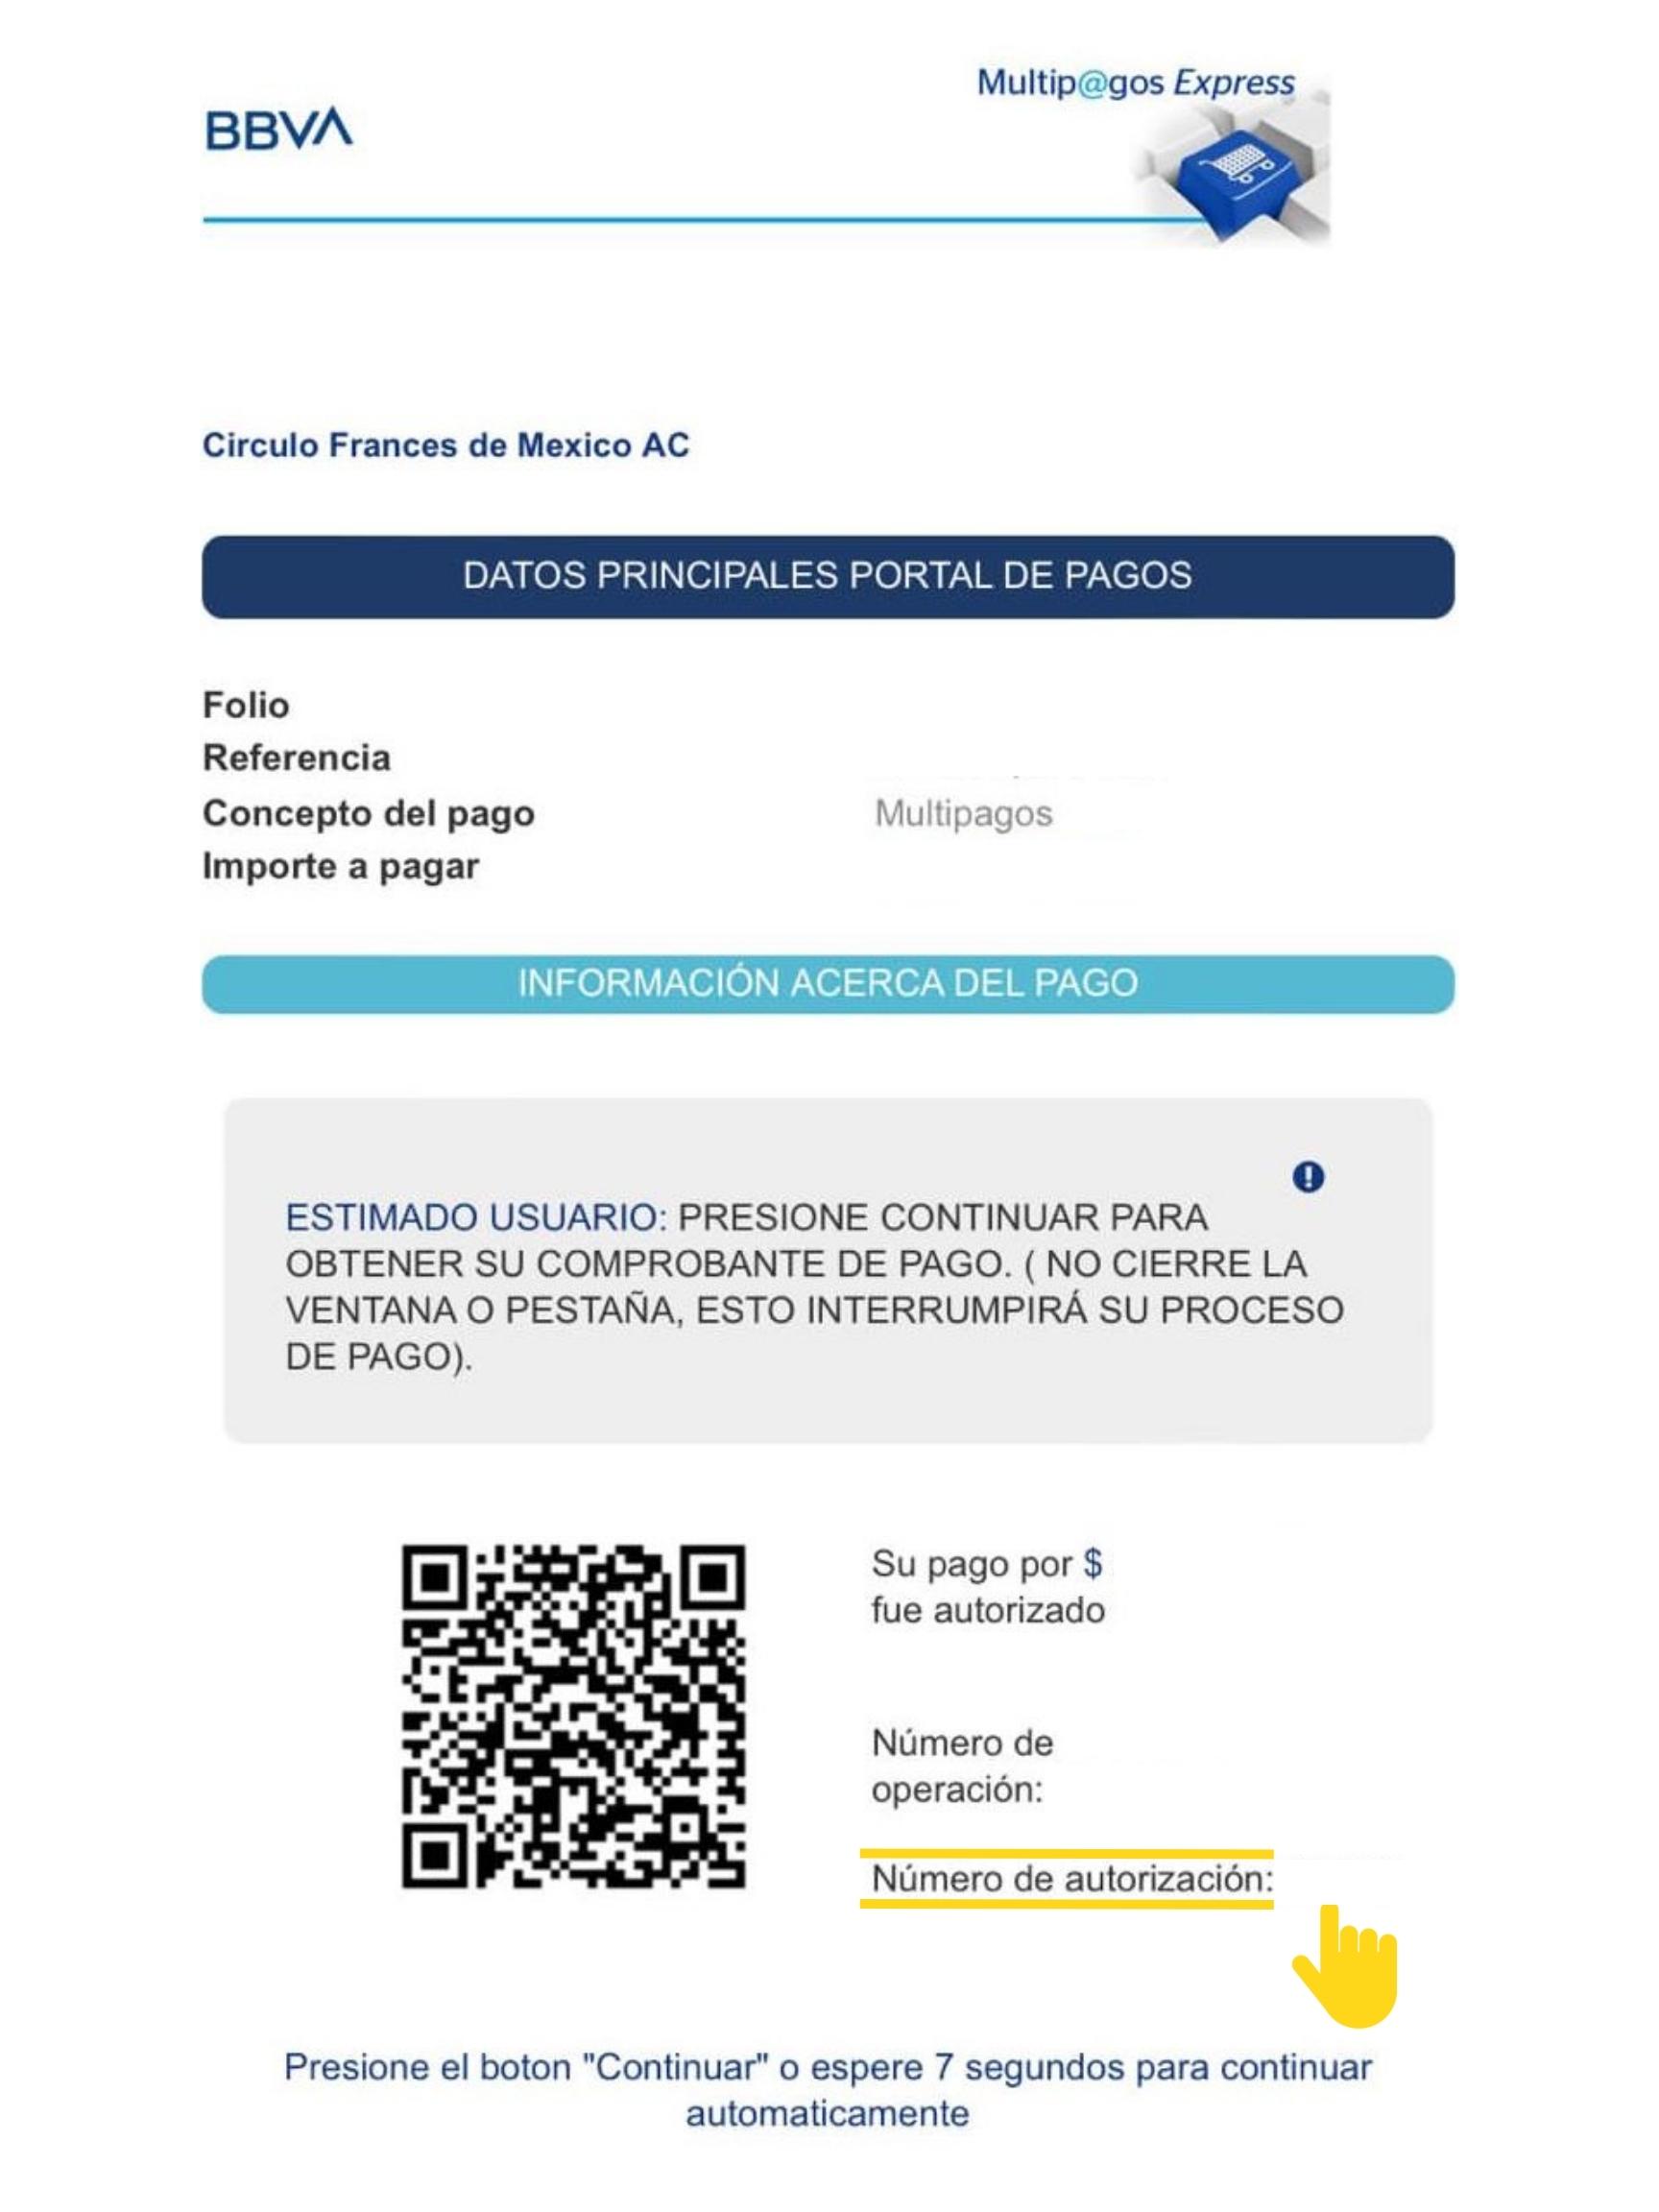 Multip@gos Express
BBVA
Circulo Frances de Mexico AC
DATOS PRINCIPALES PORTAL DE PAGOS
Folio
Referencia
Concepto del pago Multipagos
Importe a pagar
INFORMACIÓN ACERCA DEL PAGO
ESTIMADO USUARIO: PRESIONE CONTINUAR PARA
OBTENER SU COMPROBANTE DE PAGO. ( NO CIERRE LA
VENTANA O PESTAÑA, ESTO INTERRUMPIRÁ SU PROCESO
DE PAGO).
Su pago por $
fue autorizado
Número de
operación:
Número de autorización:
Presione el boton "Continuar" o espere 7 segundos para continuar
automaticamente